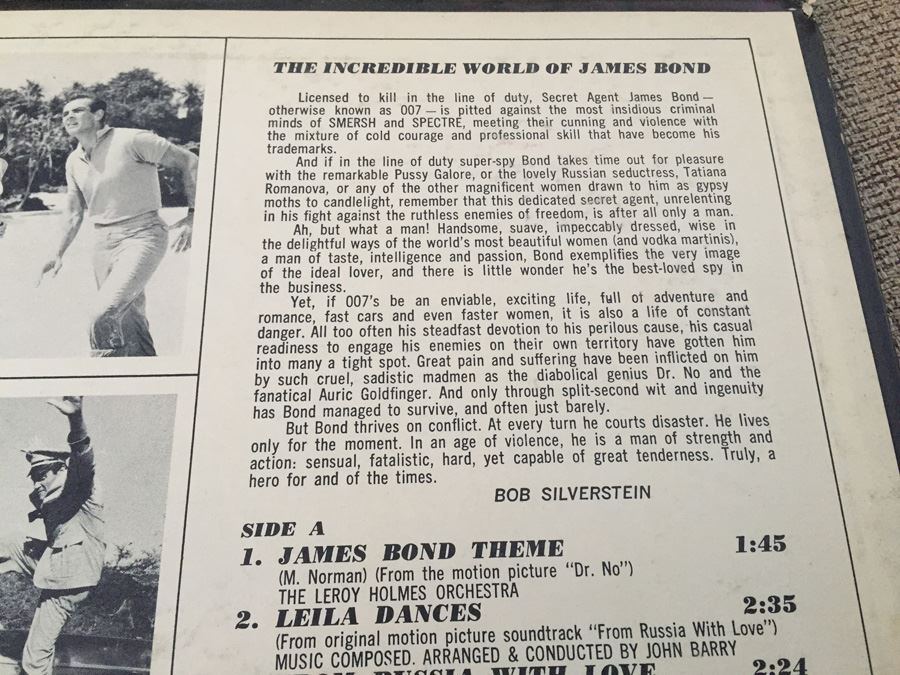 THE INCREDIBLE WORLD OF JAMES BOND
Licensed to kill in the line of duty, Secret Agent James Bond —
otherwise known as 007 — is pitted against the most insidious criminal
minds of SMERSH and SPECTRE, meeting their cunning and violence with
the mixture of cold courage and professional skill that have become his
trademarks.
And if in the line of duty super-spy Bond takes time out for pleasure
with the remarkable Pussy Galore, or the lovely Russian seductress, Tatiana
Romanova, or any of the other magnificent women drawn to him as gypsy
moths to candlelight, remember that this dedicated secret agent, unrelenting
in his fight against the ruthless enemies of freedom, is after all only a man.
Ah, but what a man! Handsome, suave, impeccably dressed, wise in
the delightful ways of the world's most beautiful women (and vodka martinis),
a man of taste, intelligence and passion, Bond exemplifies the very image
of the ideal lover, and there is little wonder he's the best-loved spy in
the business.
Yet, if 007's be an enviable, exciting life, full of adventure and
romance, fast cars and even faster women, it is also a life of constant
danger. All too often his steadfast devotion to his perilous cause, his casual
readiness to engage his enemies on their own territory have gotten him
into many a tight spot. Great pain and suffering have been inflicted on him
by such cruel, sadistic madmen as the diabolical genius Dr. No and the
fanatical Auric Goldfinger. And only through split-second wit and ingenuity
has Bond managed to survive, and often just barely.
But Bond thrives on conflict. At every turn he courts disaster. He lives
only for the moment. In an age of violence, he is a man of strength and
action: sensual, fatalistic, hard, yet capable of great tenderness. Truly, a
hero for and of the times.
BOB SILVERSTEIN
SIDE A
1. JAMES BOND THEME 1:45
(M. Norman) (From the motion picture "Dr. No")
THE LEROY HOLMES ORCHESTRA
2. LEILA DANCES 2:35
(From original motion picture soundtrack "From Russia With Love")
MUSIC COMPOSED. ARRANGED & CONDUCTED BY JOHN BARRY
FROM RUSSIA WITH LOVE 2:24